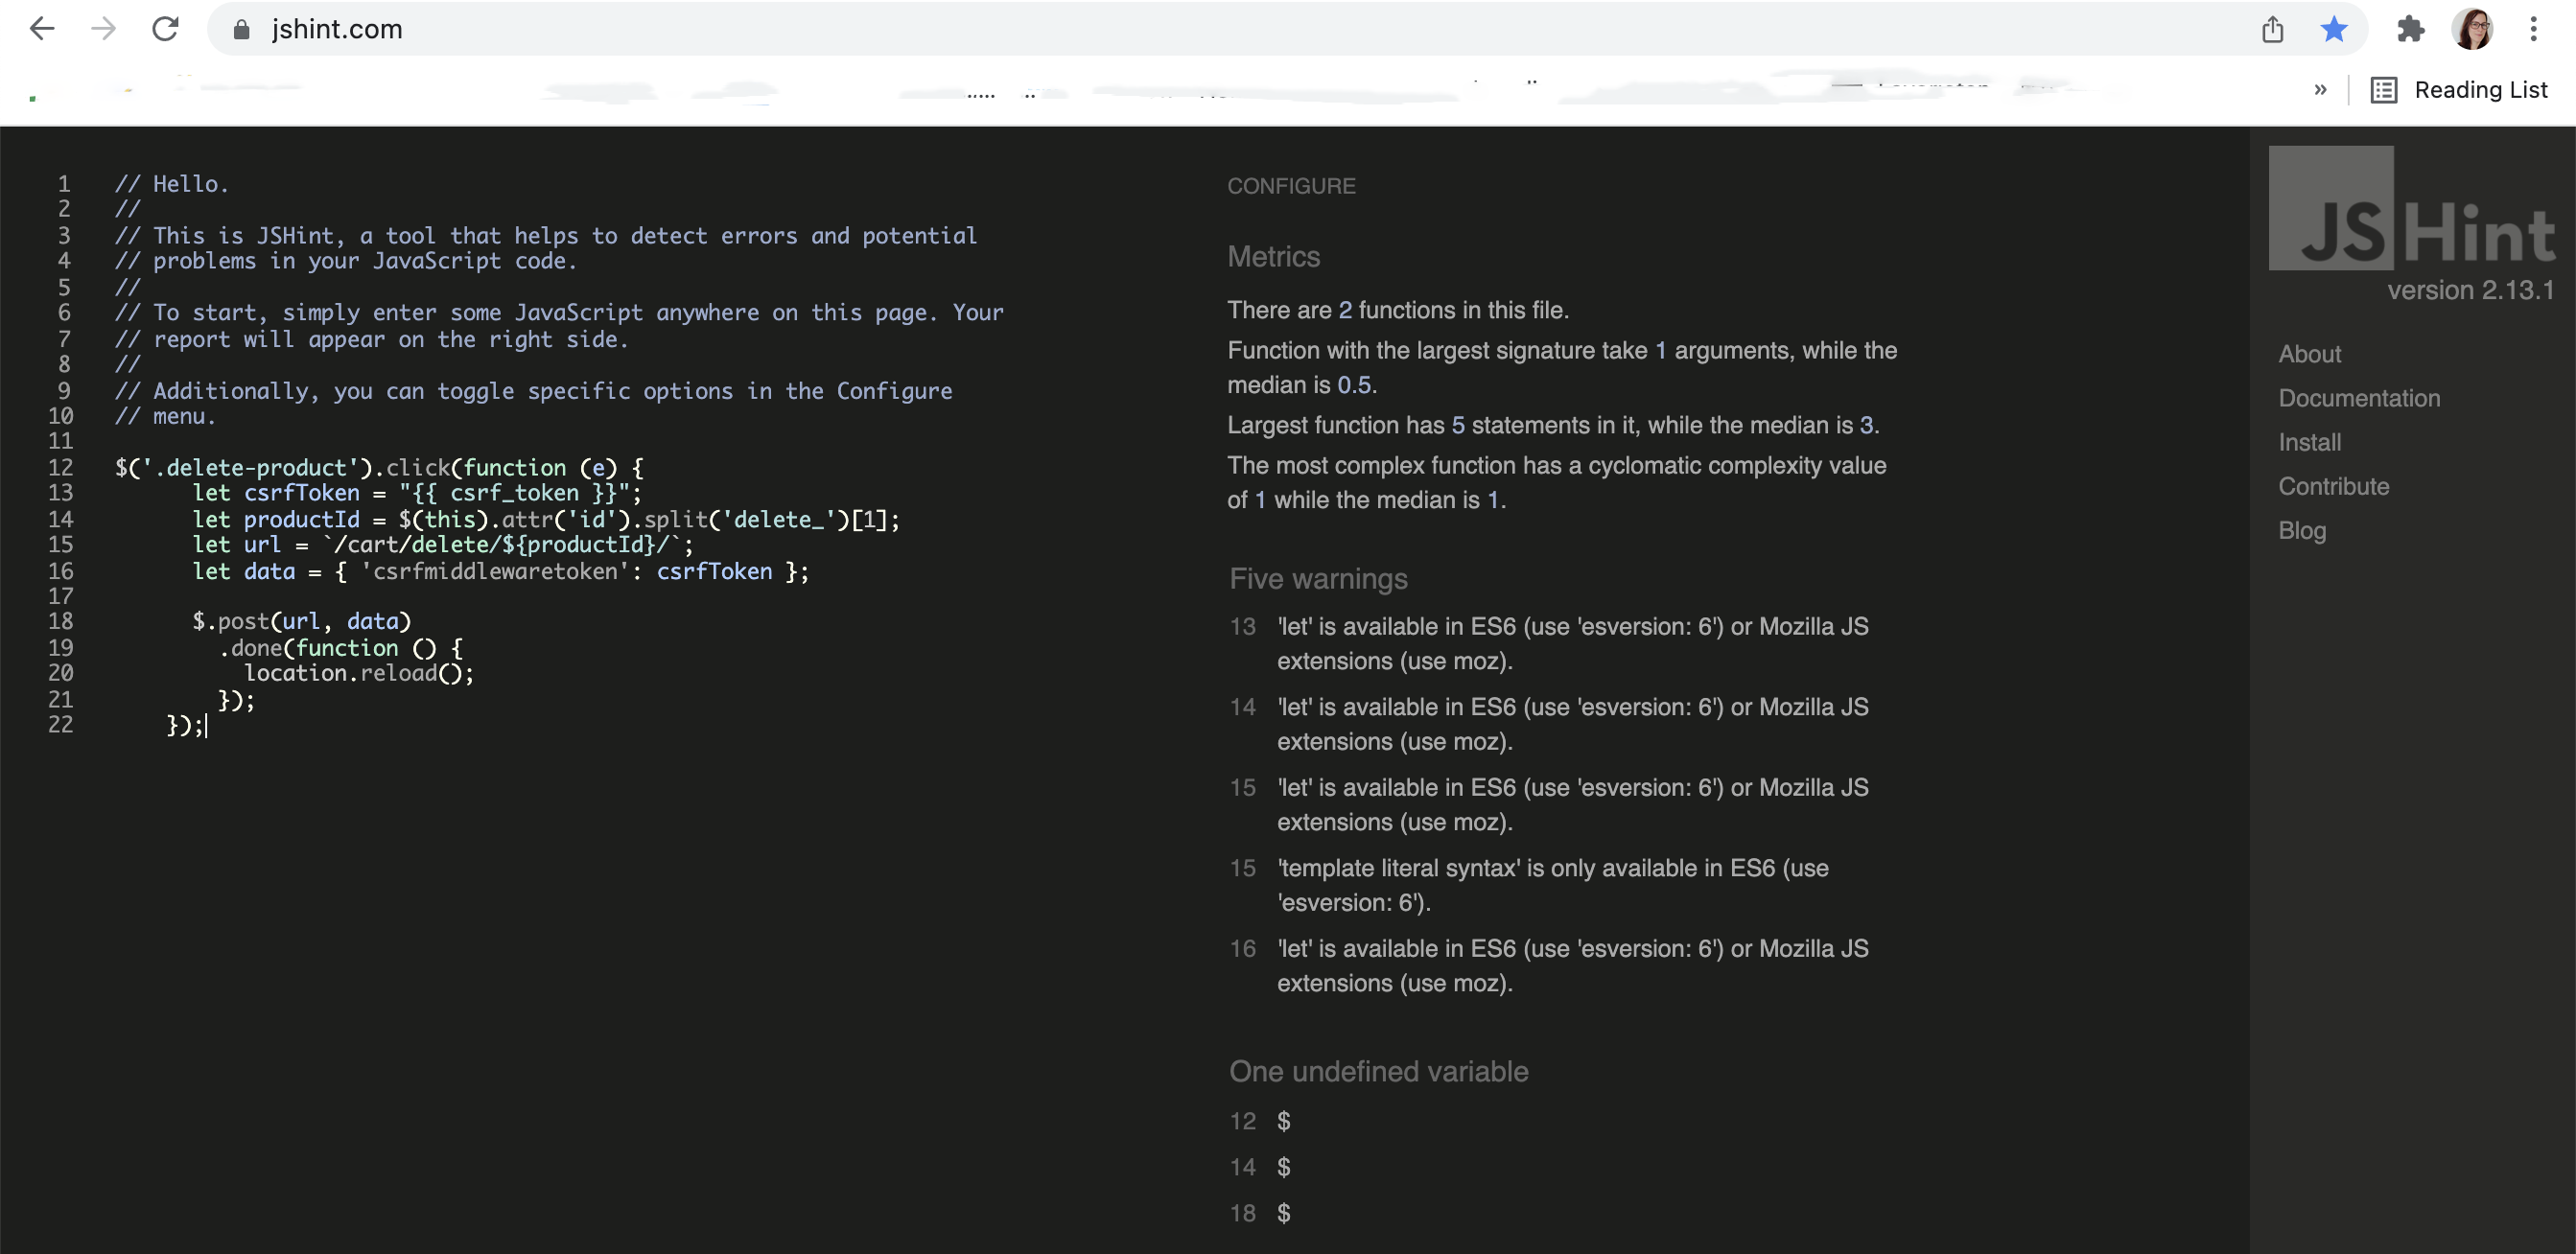 jshint.com
Reading List
1 // Hello.
2 //
3 // This is JSHint, a tool that helps to detect errors and potential
4 // problems in your JavaScript code.
5 //
6 // To start, simply enter some JavaScript anywhere on this page. Your
7 // report will appear on the right side.
8 //
9 // Additionally, you can toggle specific options in the Configure
10 // menu.
11
12 $('.delete-product').click(function (e) {
13 let csrfToken = "{{ csrf_token }}";
14 let productId = $(this).attr('id').split('delete_')[1];
15 let url = `/cart/delete/${productId}/`;
16 let data = { 'csrfmiddlewaretoken': csrfToken };
17
18 $.post(url, data)
19 .done(function () {
20 location.reload();
21 });
22 });
CONFIGURE
Metrics
There are 2 functions in this file.
Function with the largest signature take 1 arguments, while the
median is 0.5.
Largest function has 5 statements in it, while the median is 3.
The most complex function has a cyclomatic complexity value
of 1 while the median is 1.
Five warnings
13 'let' is available in ES6 (use 'esversion: 6') or Mozilla JS
extensions (use moz).
14 'let' is available in ES6 (use 'esversion: 6') or Mozilla JS
extensions (use moz).
15 'let' is available in ES6 (use 'esversion: 6') or Mozilla JS
extensions (use moz).
15 'template literal syntax' is only available in ES6 (use
'esversion: 6').
16 'let' is available in ES6 (use 'esversion: 6') or Mozilla JS
extensions (use moz).
One undefined variable
12 $
14 $
18 $
JSHint
version 2.13.1
About
Documentation
Install
Contribute
Blog